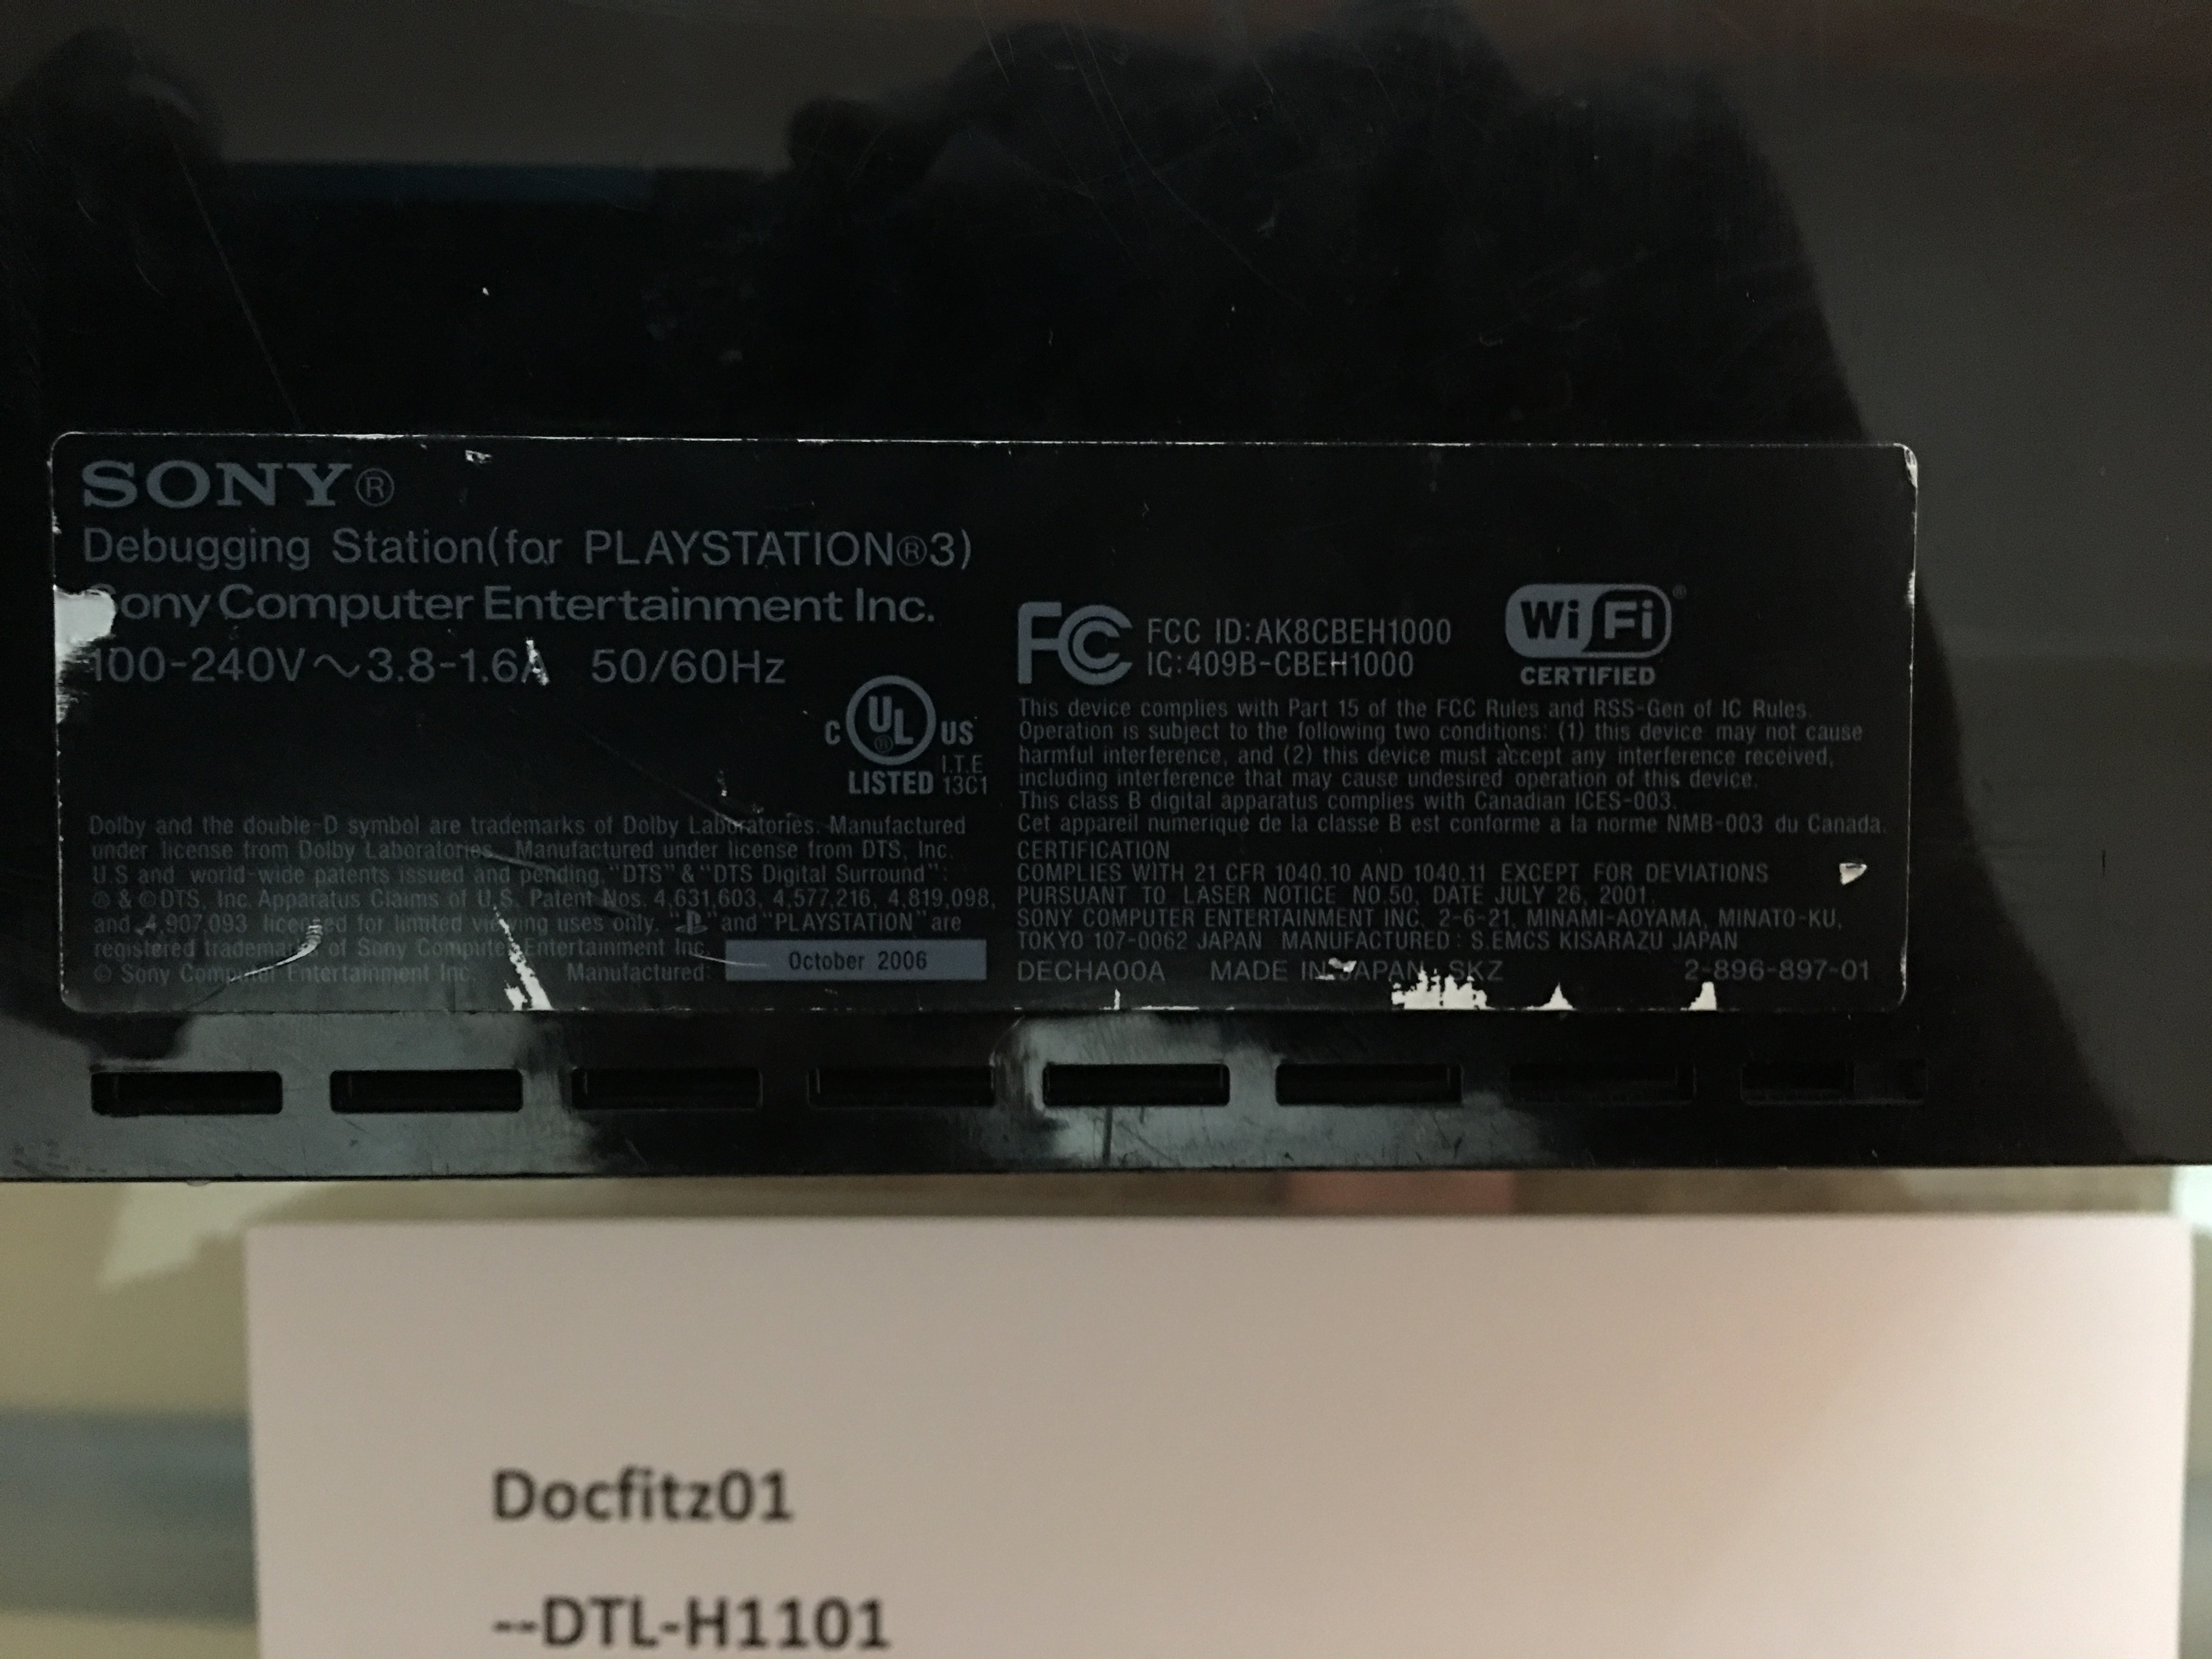 SONY®
Debugging Station(for PLAYSTATION®3)
Sony Computer Entertainment Inc.
100-240V～3.8-1.6A 50/60Hz
C UL® US
LISTED I.T.E
13C1
Dolby and the double-D symbol are trademarks of Dolby Laboratories. Manufactured
under license from Dolby Laboratories. Manufactured under license from DTS, Inc.
U.S and world-wide patents issued and pending. "DTS" & "DTS Digital Surround":
® & © DTS, Inc. Apparatus Claims of U.S. Patent Nos. 4,631,603, 4,577,216, 4,819,098,
and 4,907,093 licensed for limited viewing uses only. " " and "PLAYSTATION" are
registered trademarks of Sony Computer Entertainment Inc.
© Sony Computer Entertainment Inc. Manufactured: October 2006
FC FCC ID:AK8CBEH1000
IC:409B-CBEH1000
Wi Fi®
CERTIFIED
This device complies with Part 15 of the FCC Rules and RSS-Gen of IC Rules.
Operation is subject to the following two conditions: (1) this device may not cause
harmful interference, and (2) this device must accept any interference received,
including interference that may cause undesired operation of this device.
This class B digital apparatus complies with Canadian ICES-003.
Cet appareil numerique de la classe B est conforme a la norme NMB-003 du Canada.
CERTIFICATION
COMPLIES WITH 21 CFR 1040.10 AND 1040.11 EXCEPT FOR DEVIATIONS
PURSUANT TO LASER NOTICE NO.50, DATE JULY 26, 2001.
SONY COMPUTER ENTERTAINMENT INC. 2-6-21, MINAMI-AOYAMA, MINATO-KU,
TOKYO 107-0062 JAPAN MANUFACTURED : S.EMCS KISARAZU JAPAN
DECHA00A MADE IN JAPAN SKZ 2-896-897-01
Docfitz01
--DTL-H1101